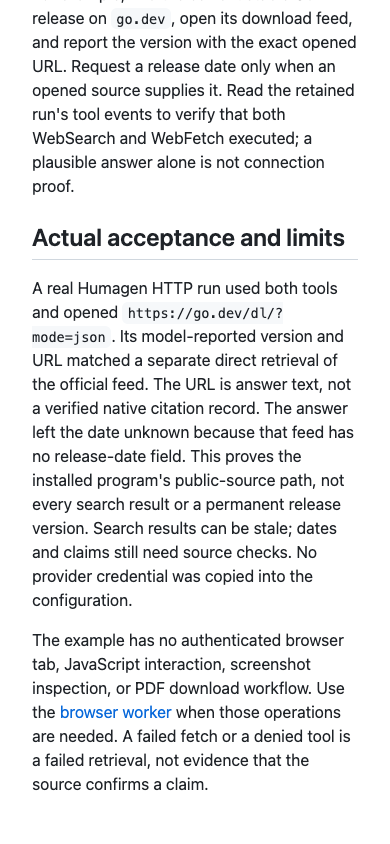 release on go.dev , open its download feed,
and report the version with the exact opened
URL. Request a release date only when an
opened source supplies it. Read the retained
run's tool events to verify that both
WebSearch and WebFetch executed; a
plausible answer alone is not connection
proof.
Actual acceptance and limits
A real Humagen HTTP run used both tools
and opened https://go.dev/dl/?
mode=json . Its model-reported version and
URL matched a separate direct retrieval of
the official feed. The URL is answer text, not
a verified native citation record. The answer
left the date unknown because that feed has
no release-date field. This proves the
installed program's public-source path, not
every search result or a permanent release
version. Search results can be stale; dates
and claims still need source checks. No
provider credential was copied into the
configuration.
The example has no authenticated browser
tab, JavaScript interaction, screenshot
inspection, or PDF download workflow. Use
the browser worker when those operations
are needed. A failed fetch or a denied tool is
a failed retrieval, not evidence that the
source confirms a claim.